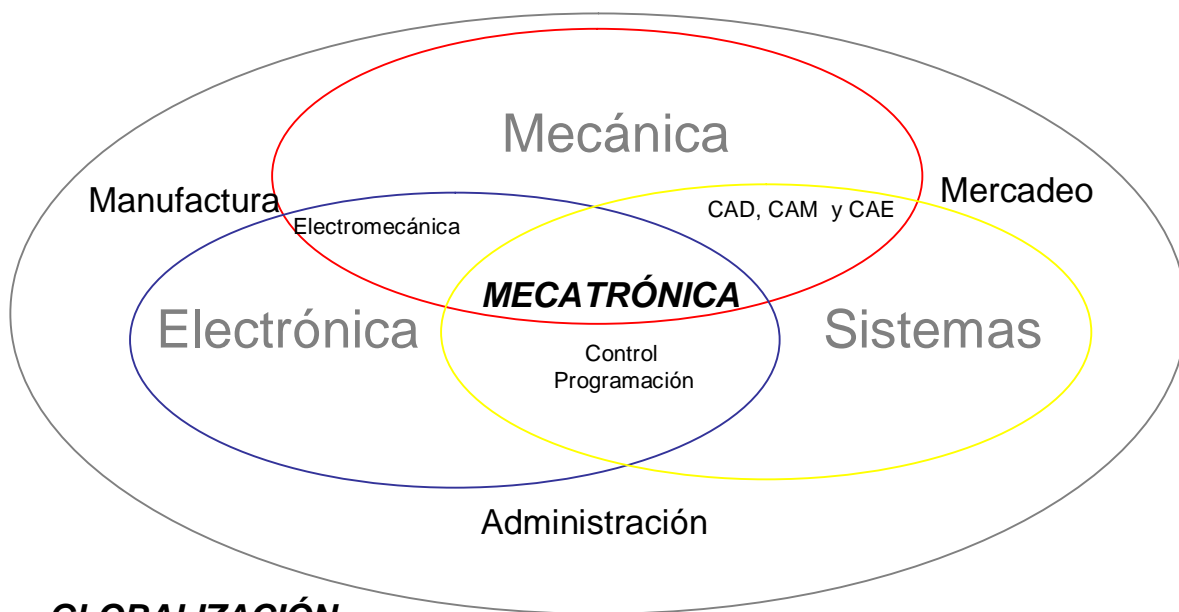 Mecánica
Manufactura
Mercadeo
Electromecánica
CAD, CAM y CAE
MECATRÓNICA
Electrónica
Sistemas
Control
Programación
Administración
GLOBALIZACIÓN